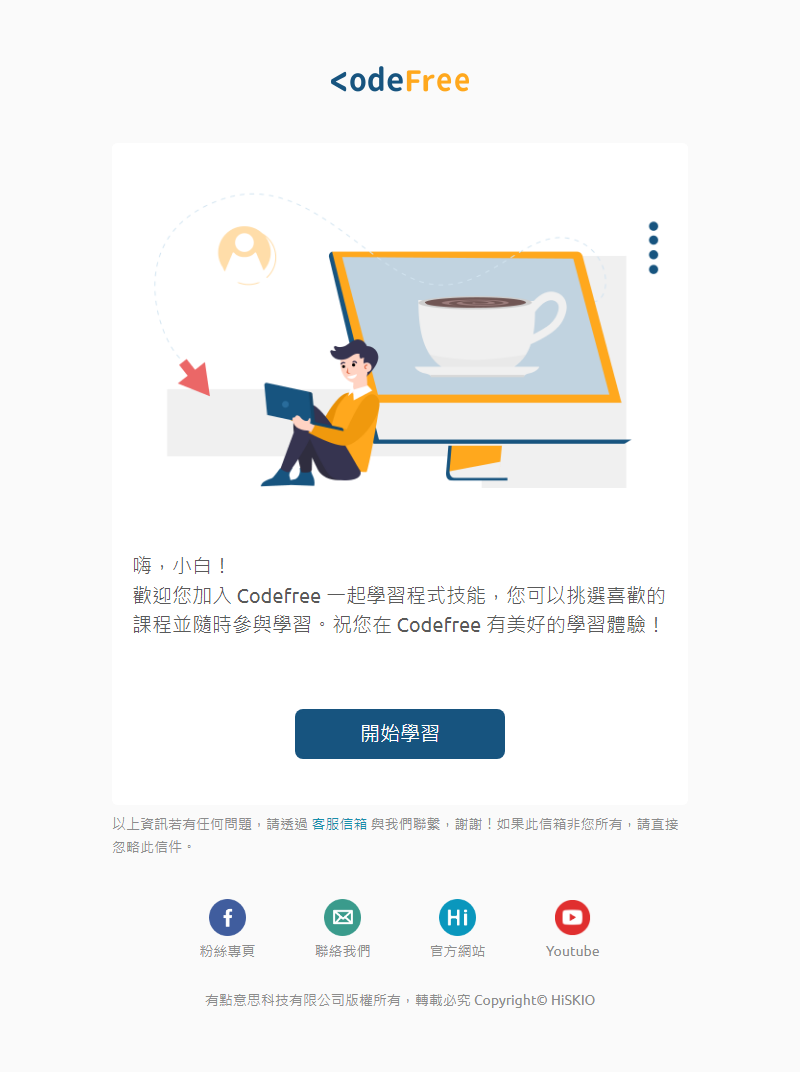 <odeFree
嗨，小白！
歡迎您加入 Codefree 一起學習程式技能，您可以挑選喜歡的
課程並隨時參與學習。祝您在 Codefree 有美好的學習體驗！
開始學習
以上資訊若有任何問題，請透過 客服信箱 與我們聯繫，謝謝！如果此信箱非您所有，請直接
忽略此信件。
f
Hi
粉絲專頁
聯絡我們
官方網站
Youtube
有點意思科技有限公司版權所有，轉載必究 Copyright© HiSKIO